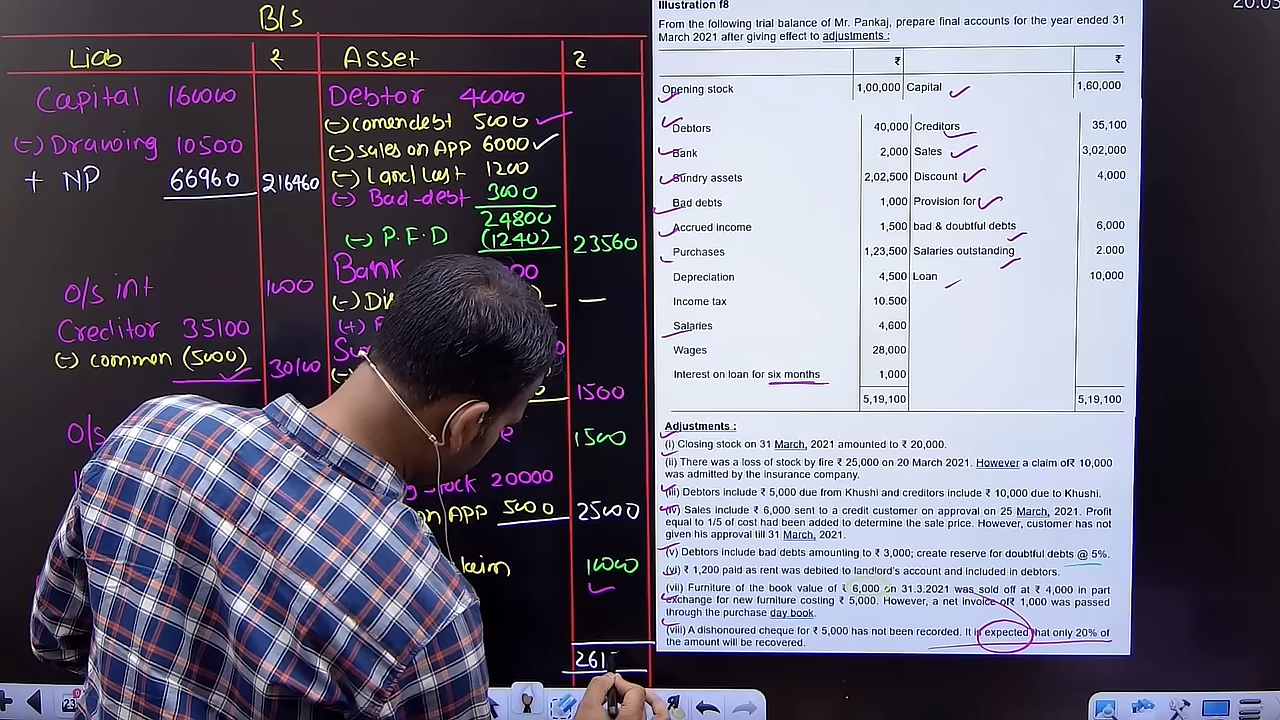 B/S
Liab ₹ Asset ₹
Capital 160000
(-) Drawing 10500
+ NP 66960 216460
O/s int 1000
Creditor 35100
(-) common (5000) 30100
O/s
Debtor 40000
(-) comendebt 5000
(-) Sales on APP 6000
(-) Land last 1200
(-) Bad-debt 3000
24800
(-) P.F.D (1240) 23560
Bank
(-) Di
(+)
Su
1500
1500
20000
on APP 5000 25000
10000
261
Illustration f8
From the following trial balance of Mr. Pankaj, prepare final accounts for the year ended 31
March 2021 after giving effect to adjustments :
₹ ₹
Opening stock 1,00,000 Capital 1,60,000
Debtors 40,000 Creditors 35,100
Bank 2,000 Sales 3,02,000
Sundry assets 2,02,500 Discount 4,000
Bad debts 1,000 Provision for
Accrued income 1,500 bad & doubtful debts 6,000
Purchases 1,23,500 Salaries outstanding 2.000
Depreciation 4,500 Loan 10,000
Income tax 10.500
Salaries 4,600
Wages 28,000
Interest on loan for six months 1,000
5,19,100 5,19,100
Adjustments :
(i) Closing stock on 31 March, 2021 amounted to ₹ 20,000.
(ii) There was a loss of stock by fire ₹ 25,000 on 20 March 2021. However a claim of₹ 10,000
was admitted by the insurance company.
(iii) Debtors include ₹ 5,000 due from Khushi and creditors include ₹ 10,000 due to Khushi.
(iv) Sales include ₹ 6,000 sent to a credit customer on approval on 25 March, 2021. Profit
equal to 1/5 of cost had been added to determine the sale price. However, customer has not
given his approval till 31 March, 2021.
(v) Debtors include bad debts amounting to ₹ 3,000; create reserve for doubtful debts @ 5%.
(vi) ₹ 1,200 paid as rent was debited to landlord's account and included in debtors.
(vii) Furniture of the book value of ₹ 6,000 on 31.3.2021 was sold off at ₹ 4,000 in part
exchange for new furniture costing ₹ 5,000. However, a net invoice of₹ 1,000 was passed
through the purchase day book.
(viii) A dishonoured cheque for ₹ 5,000 has not been recorded. It is expected that only 20% of
the amount will be recovered.